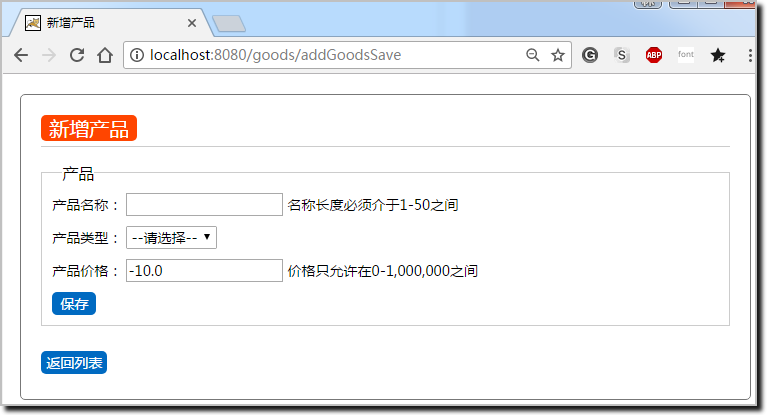 新增产品
localhost:8080/goods/addGoodsSave
ABP
font
新增产品
产品
产品名称： 名称长度必须介于1-50之间
产品类型： --请选择--
产品价格： -10.0 价格只允许在0-1,000,000之间
保存
返回列表